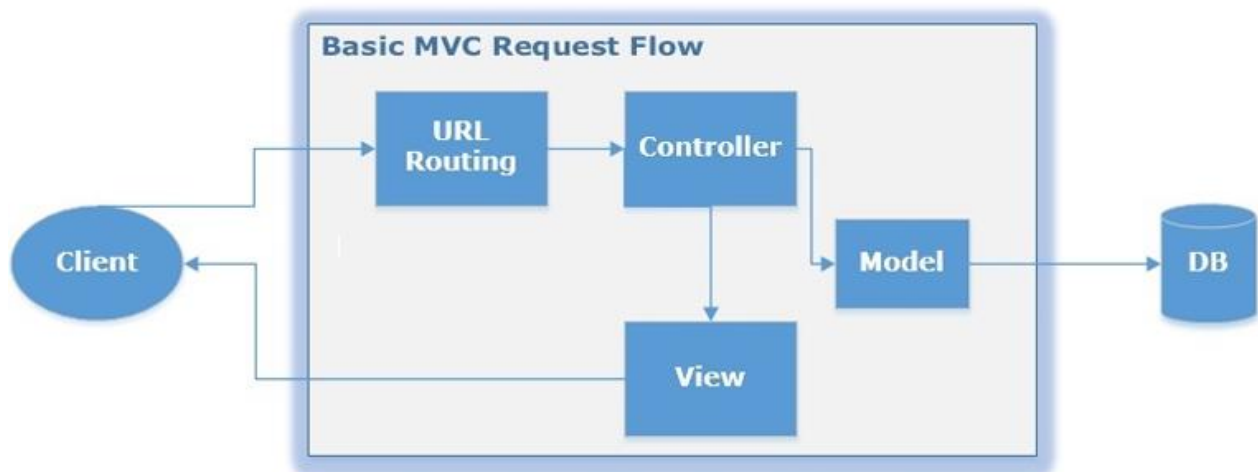 Basic MVC Request Flow
URL
Routing
Controller
Client
Model
DB
View